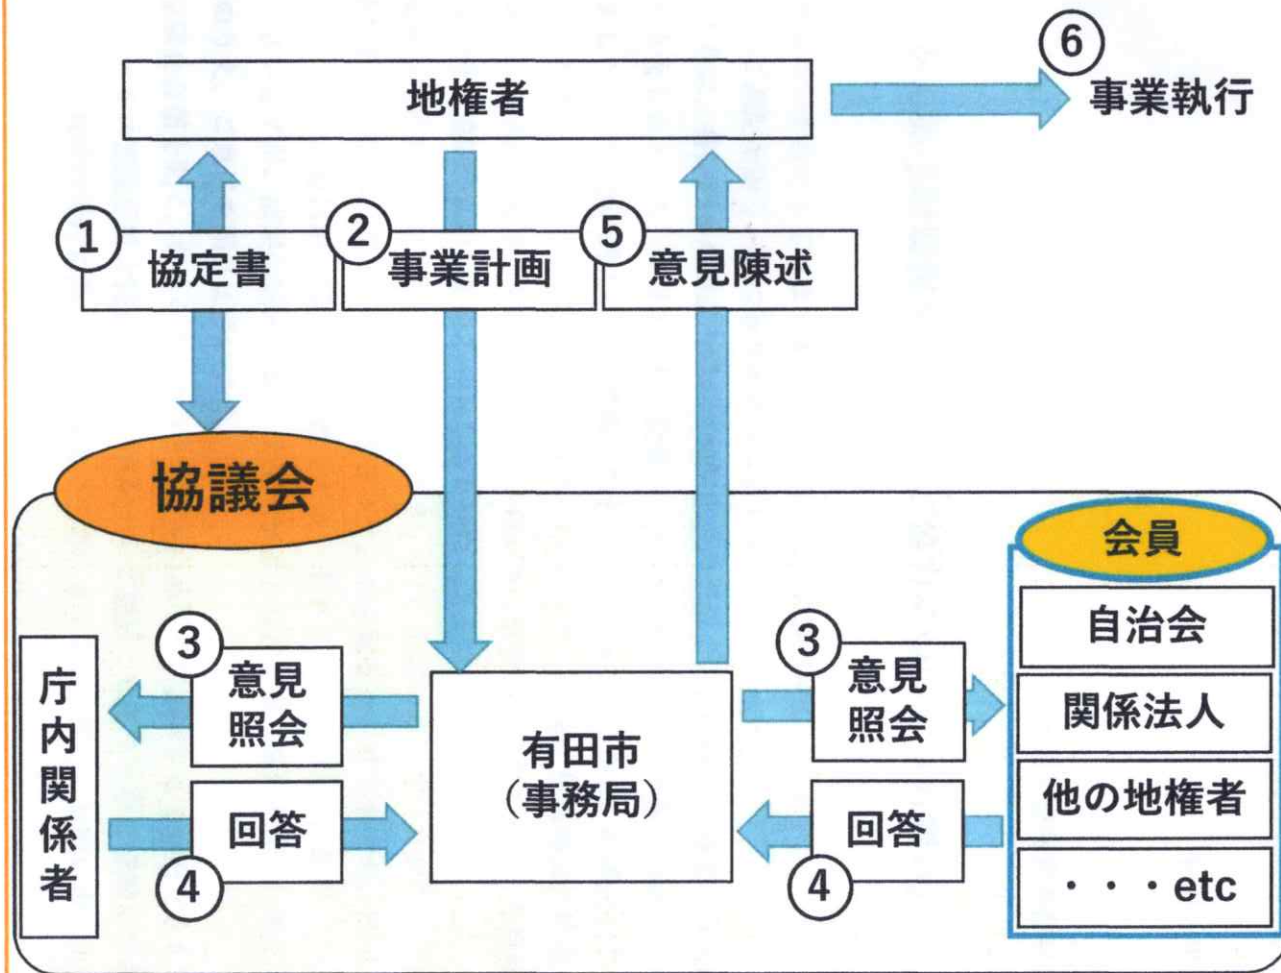 ⑥
地権者
事業執行
①
協定書
②
事業計画
⑤
意見陳述
協議会
会員
自治会
関係法人
他の地権者
・・・etc
庁内関係者
③
意見
照会
回答
④
有田市
（事務局）
③
意見
照会
回答
④